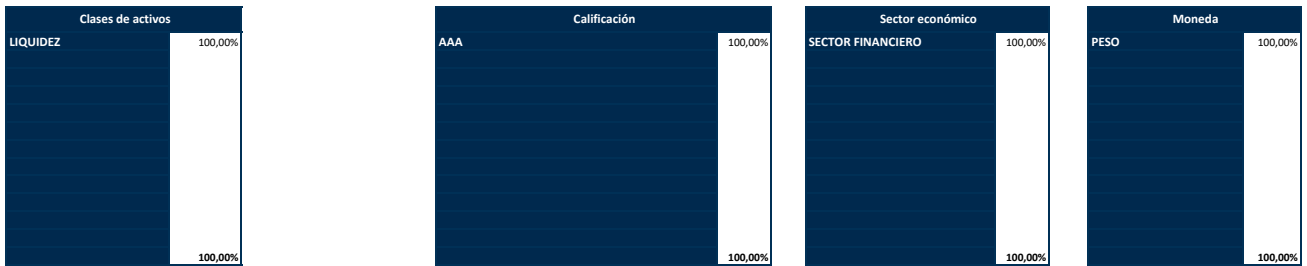 Clases de activos
LIQUIDEZ 100,00%
100,00%
Calificación
AAA 100,00%
100,00%
Sector económico
SECTOR FINANCIERO 100,00%
100,00%
Moneda
PESO 100,00%
100,00%